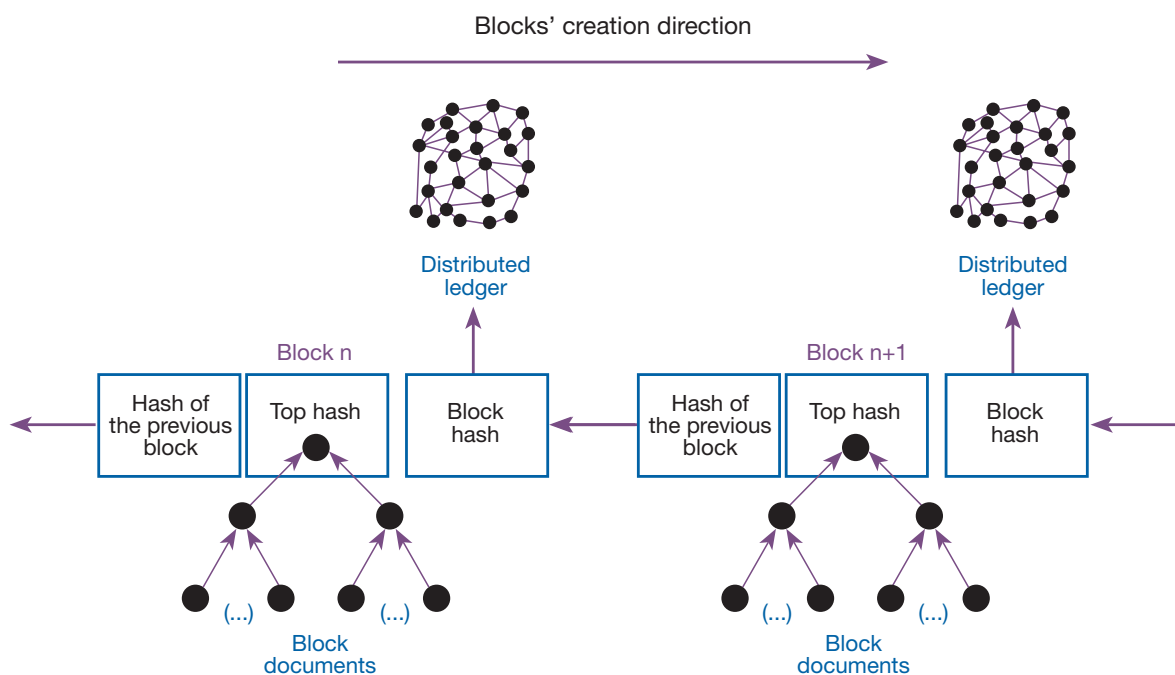 Blocks' creation direction
Distributed
ledger
Distributed
ledger
Block n
Block n+1
Hash of
the previous
block
Top hash
Block
hash
Hash of
the previous
block
Top hash
Block
hash
(...)
(...)
(...)
(...)
Block
documents
Block
documents